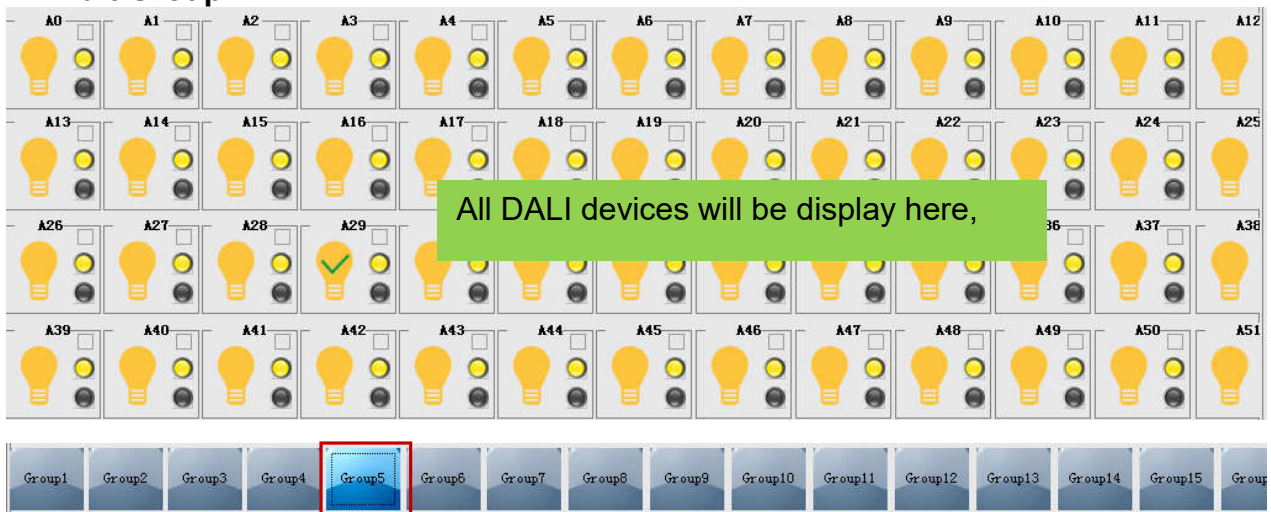 A0 A1 A2 A3 A4 A5 A6 A7 A8 A9 A10 A11 A12
A13 A14 A15 A16 A17 A18 A19 A20 A21 A22 A23 A24 A25
All DALI devices will be display here,
A26 A27 A28 A29 A37 A38
A39 A40 A41 A42 A43 A44 A45 A46 A47 A48 A49 A50 A51
Group1 Group2 Group3 Group4 Group5 Group6 Group7 Group8 Group9 Group10 Group11 Group12 Group13 Group14 Group15 Group